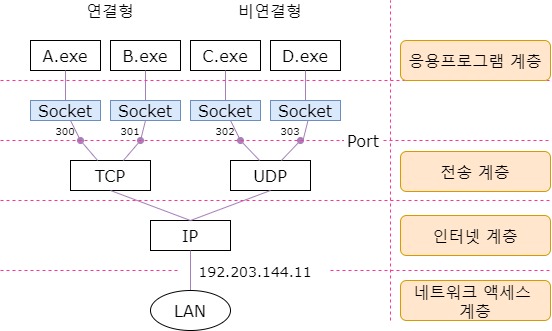 연결형
비연결형
A.exe
B.exe
C.exe
D.exe
응용프로그램 계층
Socket
Socket
Socket
Socket
300
301
302
303
Port
TCP
UDP
전송 계층
IP
인터넷 계층
192.203.144.11
LAN
네트워크 액세스
계층